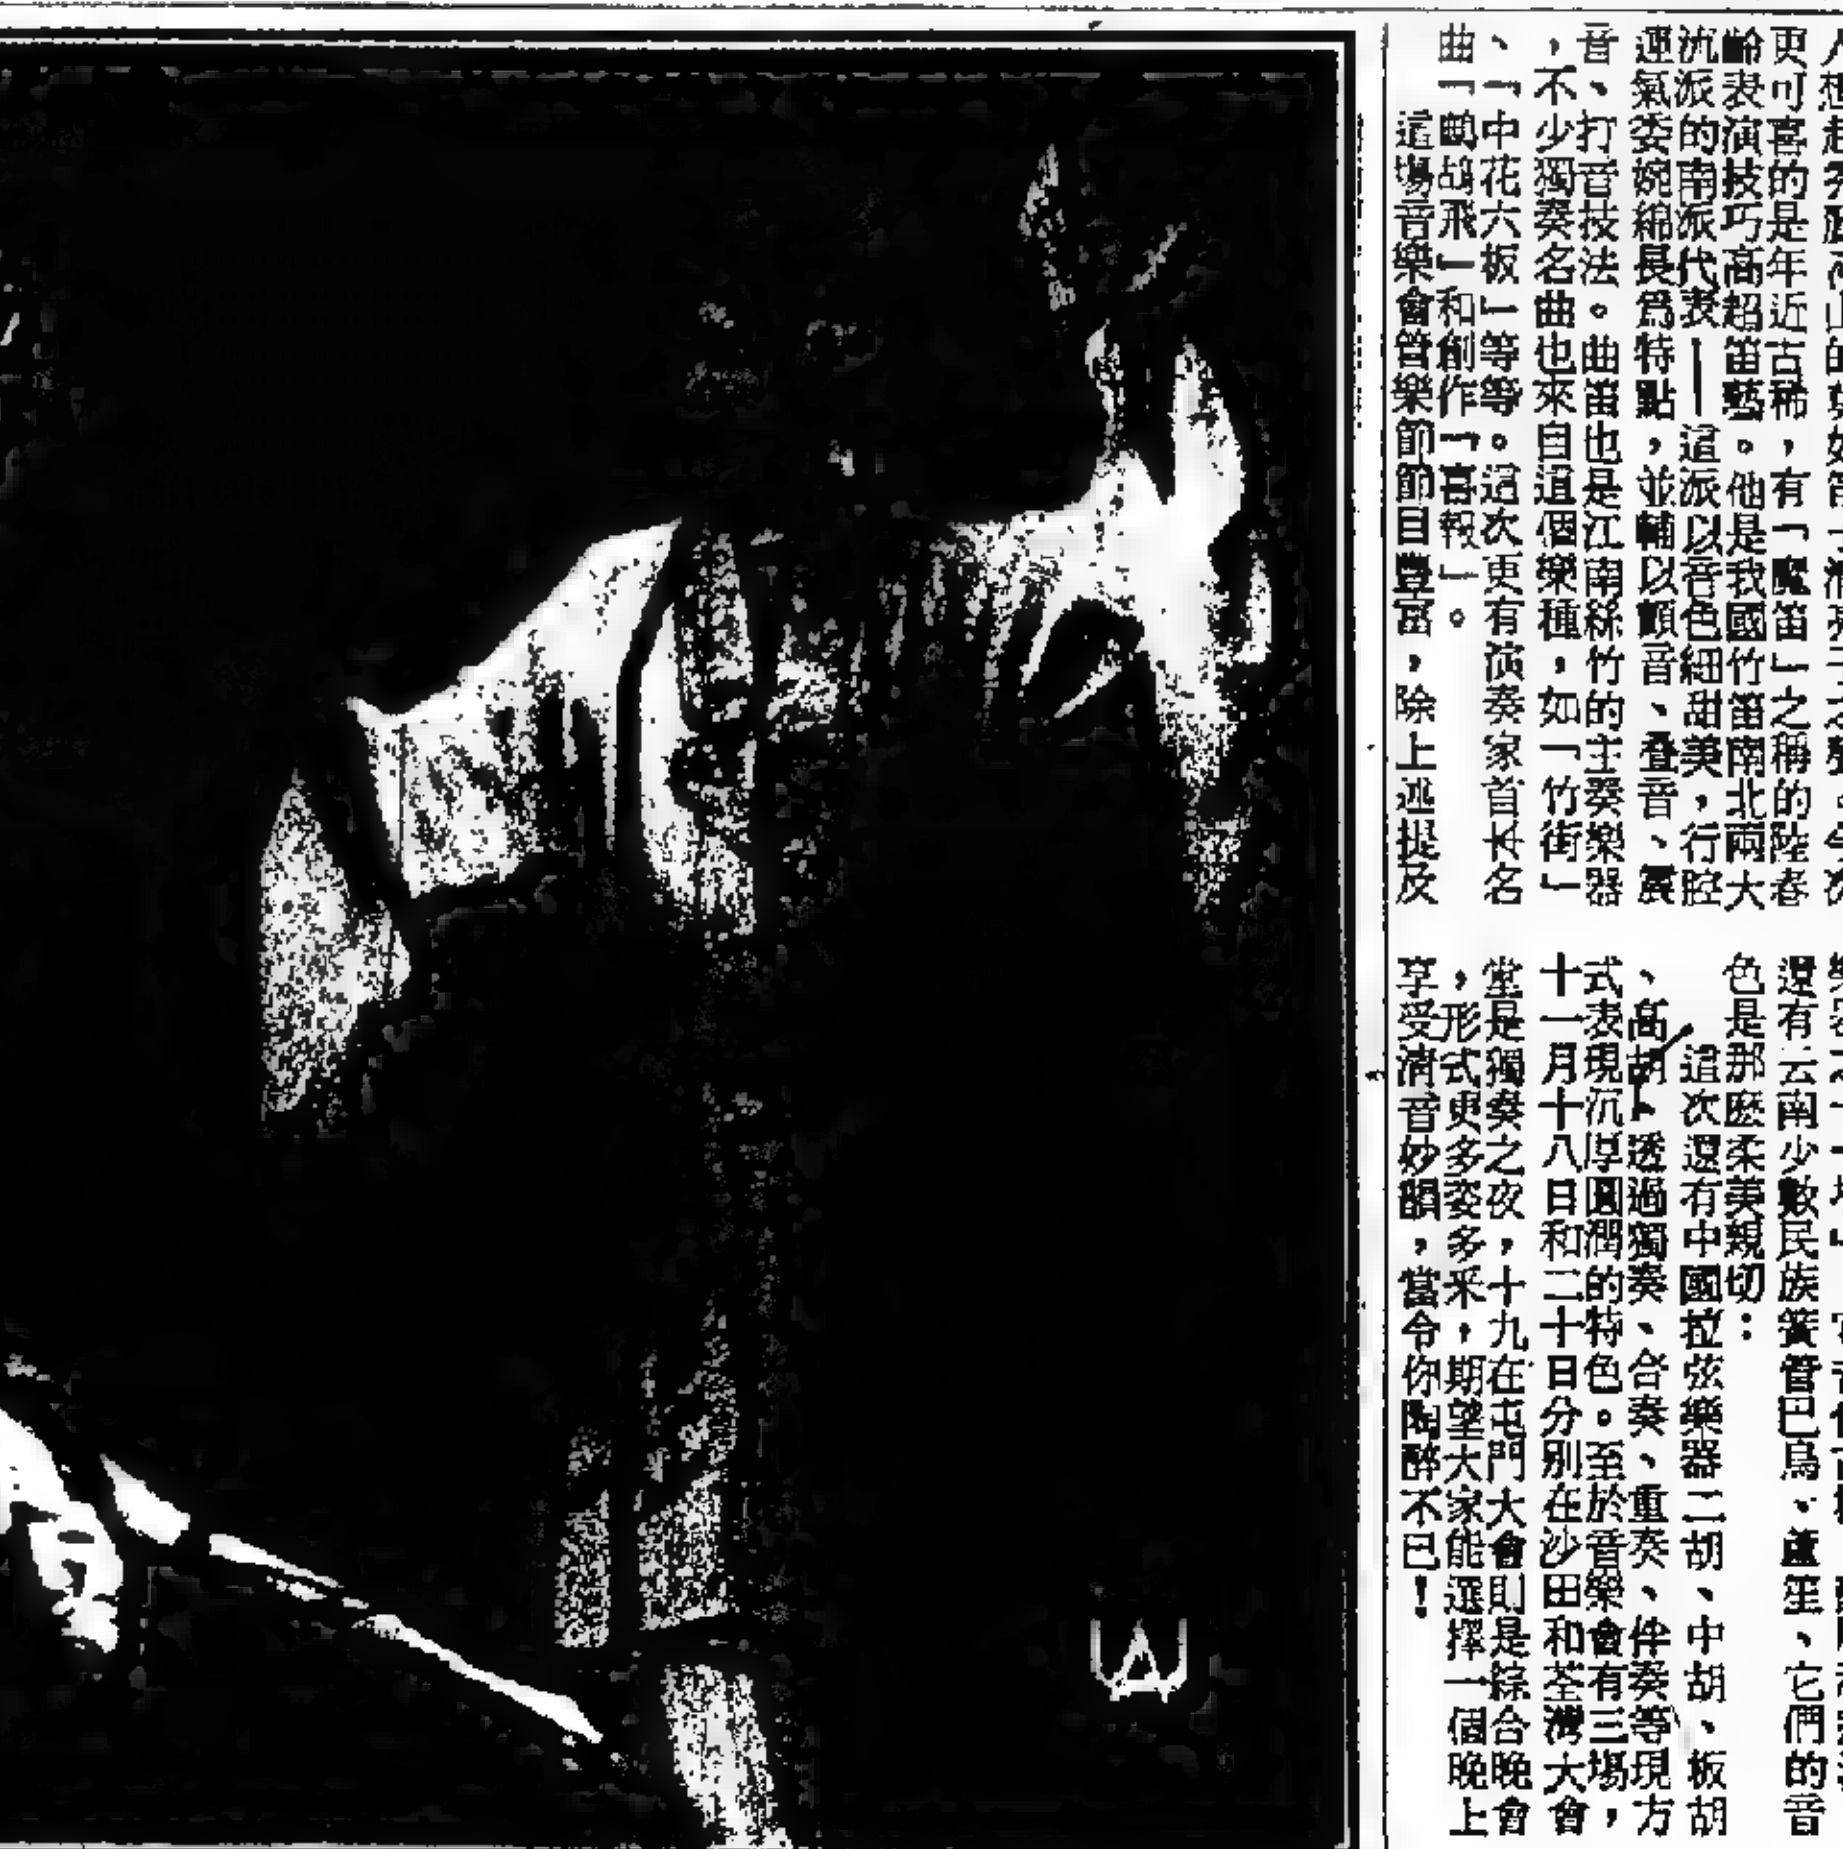 更可喜的是年近古稀，有「魔笛」之稱的陸春
齡表演技巧高超笛藝。他是我國竹笛南北兩大
流派的南派代表——這派以音色細甜美，行腔
運氣委婉綿長爲特點，並輔以顫音、叠音、震
音、打音技法。曲笛也是江南絲竹的主奏樂器
，不少獨奏名曲也來自這個樂種，如「竹街」
、「中花六板」等等。這次更有演奏家首本名
曲「鷓鴣飛」和創作「喜報」。
這場音樂會管樂節節目豐富，除上述提及
還有云南少數民族簧管巴烏、蘆笙、它們的音
色是那麽柔美親切：
這次還有中國拉弦樂器二胡、中胡、板胡
、高胡、透過獨奏、合奏、重奏、伴奏等現方
式表現沉厚圓潤的特色。至於音樂會有三場，
十一月十八日和二十日分別在沙田和荃灣大會
堂是獨奏之夜，十九在屯門大會則是綜合晚會
，形式更多姿多采，期望大家能選擇一個晚上
享受清音妙韻，當令你陶醉不已！